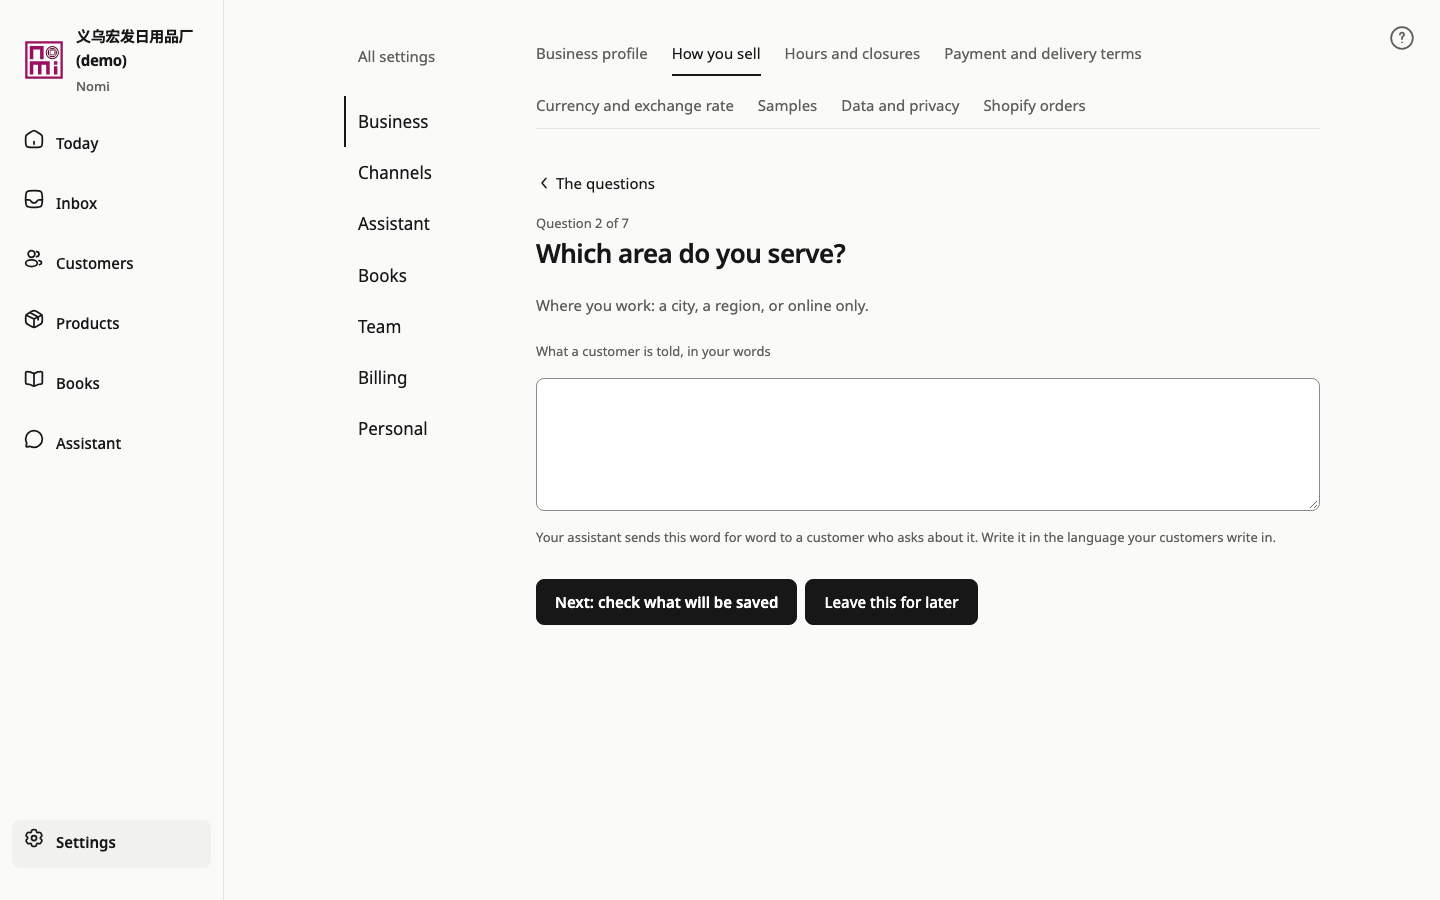 义乌宏发日用品厂
(demo)
Nomi
Today
Inbox
Customers
Products
Books
Assistant
Settings
All settings
Business
Channels
Assistant
Books
Team
Billing
Personal
Business profile
How you sell
Hours and closures
Payment and delivery terms
Currency and exchange rate
Samples
Data and privacy
Shopify orders
The questions
Question 2 of 7
Which area do you serve?
Where you work: a city, a region, or online only.
What a customer is told, in your words
Your assistant sends this word for word to a customer who asks about it. Write it in the language your customers write in.
Next: check what will be saved
Leave this for later